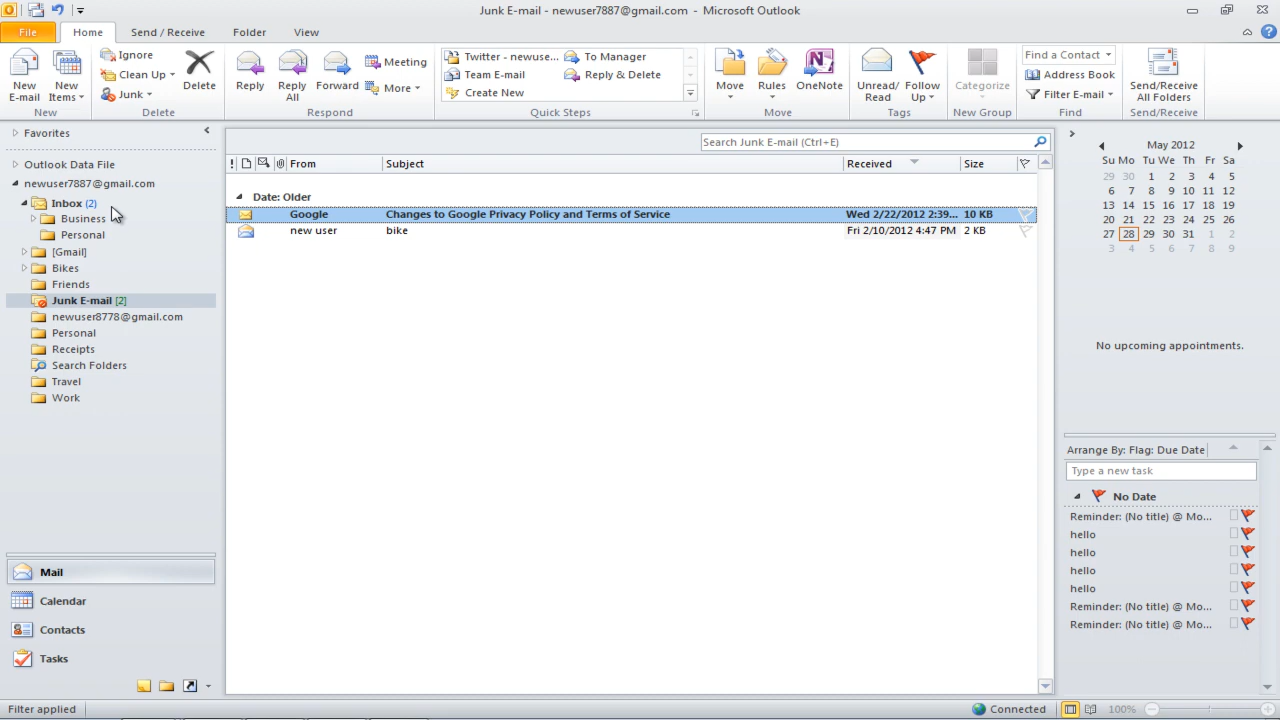 Junk E-mail - newuser7887@gmail.com - Microsoft Outlook
File Home Send / Receive Folder View
New E-mail
New Items
New
Ignore
Clean Up
Junk
Delete
Delete
Reply
Reply All
Forward
Meeting
More
Respond
Twitter - newuse...
Team E-mail
Create New
To Manager
Reply & Delete
Quick Steps
Move
Rules
OneNote
Move
Unread/ Read
Follow Up
Tags
Categorize
New Group
Find a Contact
Address Book
Filter E-mail
Find
Send/Receive All Folders
Send/Receive
Favorites
Outlook Data File
newuser7887@gmail.com
Inbox (2)
Business
Personal
[Gmail]
Bikes
Friends
Junk E-mail [2]
newuser8778@gmail.com
Personal
Receipts
Search Folders
Travel
Work
Mail
Calendar
Contacts
Tasks
Search Junk E-mail (Ctrl+E)
! From Subject Received Size
Date: Older
Google Changes to Google Privacy Policy and Terms of Service Wed 2/22/2012 2:39... 10 KB
new user bike Fri 2/10/2012 4:47 PM 2 KB
May 2012
Su Mo Tu We Th Fr Sa
29 30 1 2 3 4 5
6 7 8 9 10 11 12
13 14 15 16 17 18 19
20 21 22 23 24 25 26
27 28 29 30 31 1 2
3 4 5 6 7 8 9
No upcoming appointments.
Arrange By: Flag: Due Date
Type a new task
No Date
Reminder: (No title) @ Mo...
hello
hello
hello
hello
Reminder: (No title) @ Mo...
Reminder: (No title) @ Mo...
Filter applied
Connected
100%